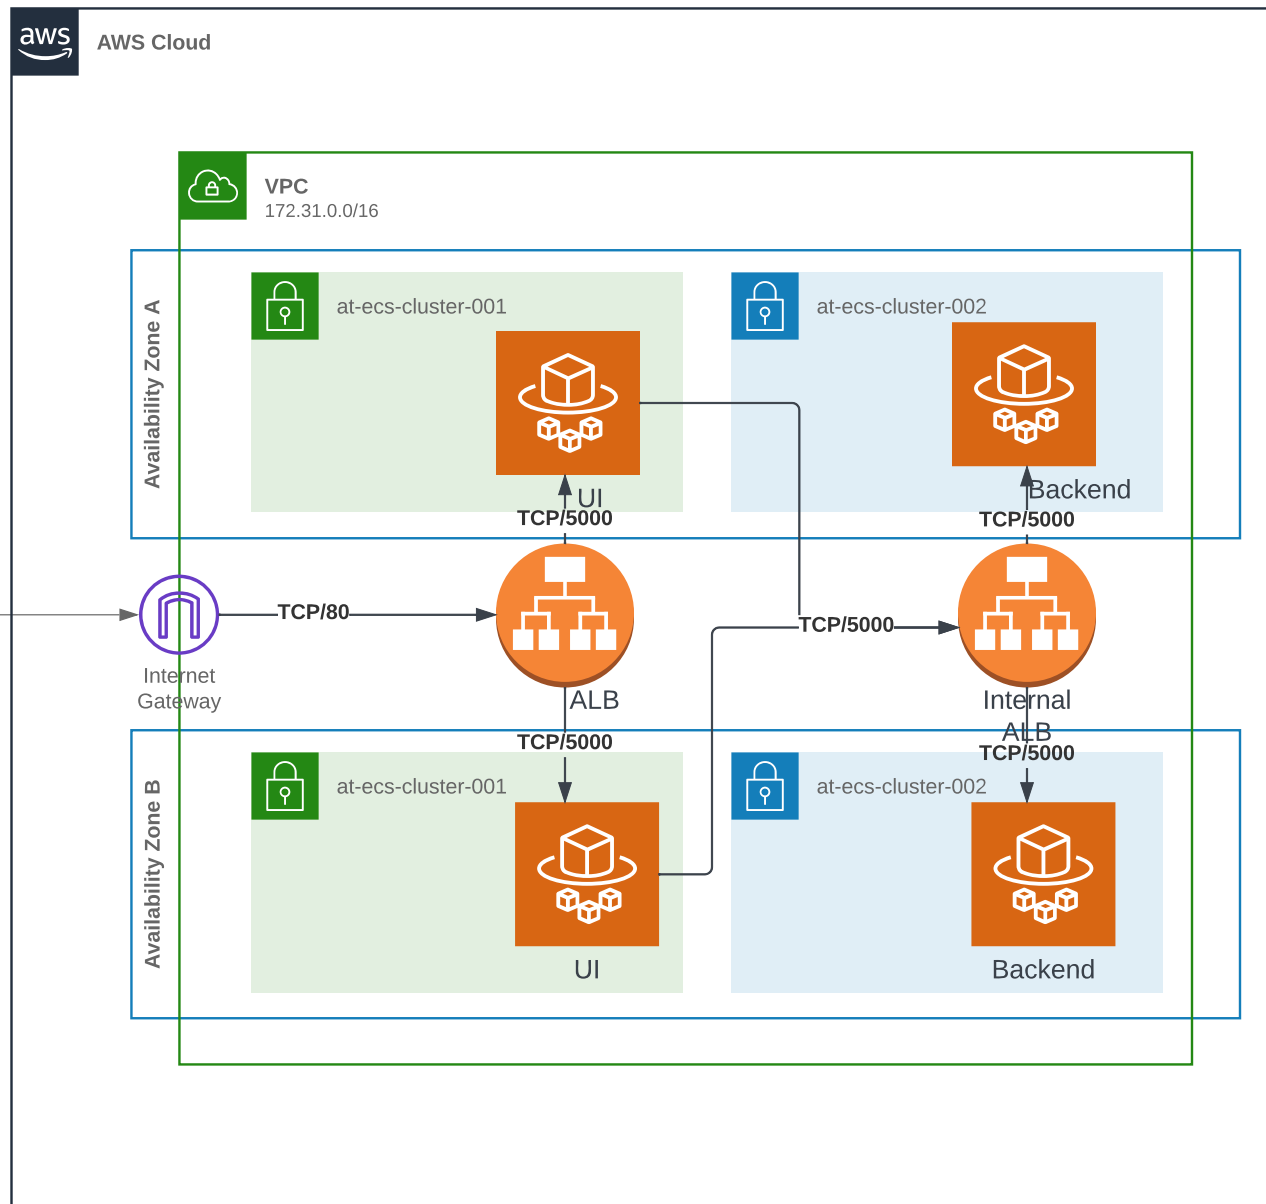 aws
AWS Cloud
VPC
172.31.0.0/16
Availability Zone A
at-ecs-cluster-001
at-ecs-cluster-002
UI
Backend
TCP/5000
TCP/5000
TCP/80
TCP/5000
Internet
Gateway
ALB
Internal
ALB
TCP/5000
TCP/5000
Availability Zone B
at-ecs-cluster-001
at-ecs-cluster-002
UI
Backend